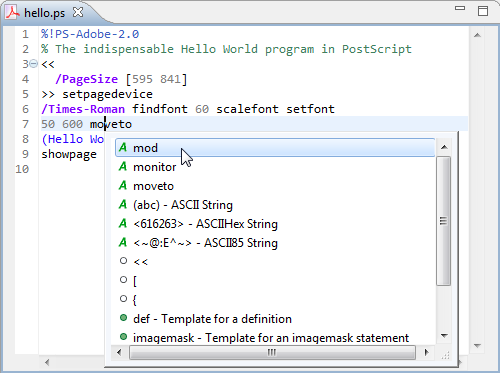 hello.ps
1 %!PS-Adobe-2.0
2 % The indispensable Hello World program in PostScript
3 <<
4 /PageSize [595 841]
5 >> setpagedevice
6 /Times-Roman findfont 60 scalefont setfont
7 50 600 moveto
8 (Hello Wo
9 showpage
10
A mod
A monitor
A moveto
A (abc) - ASCII String
A <616263> - ASCIIHex String
A <~@:E^~> - ASCII85 String
<<
[
{
def - Template for a definition
imagemask - Template for an imagemask statement